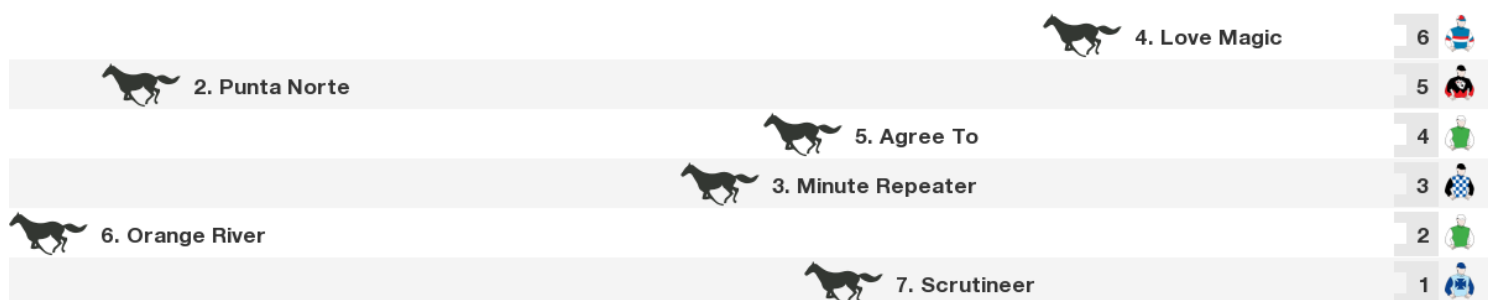 4. Love Magic 6
2. Punta Norte 5
5. Agree To 4
3. Minute Repeater 3
6. Orange River 2
7. Scrutineer 1